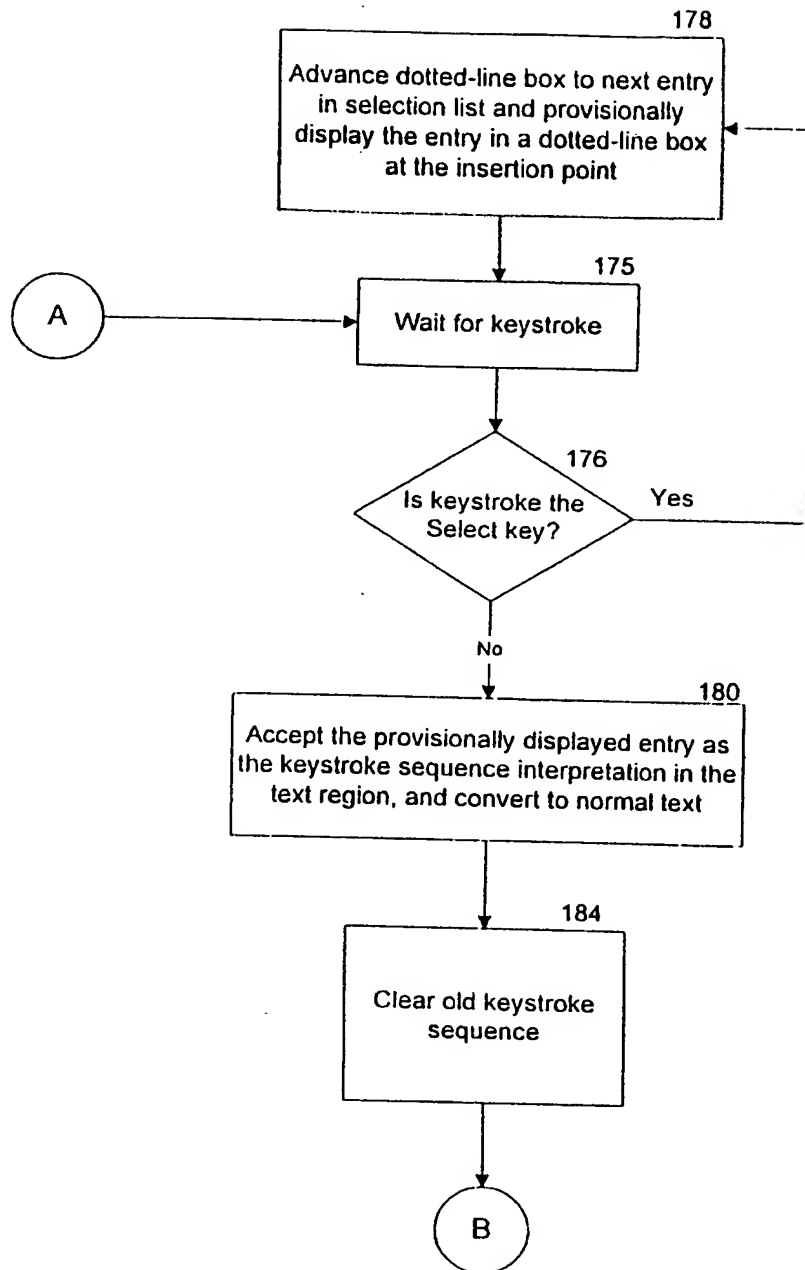 178
Advance dotted-line box to next entry
in selection list and provisionally
display the entry in a dotted-line box
at the insertion point
175
A
Wait for keystroke
176
Is keystroke the
Select key?
Yes
No
180
Accept the provisionally displayed entry as
the keystroke sequence interpretation in the
text region, and convert to normal text
184
Clear old keystroke
sequence
B